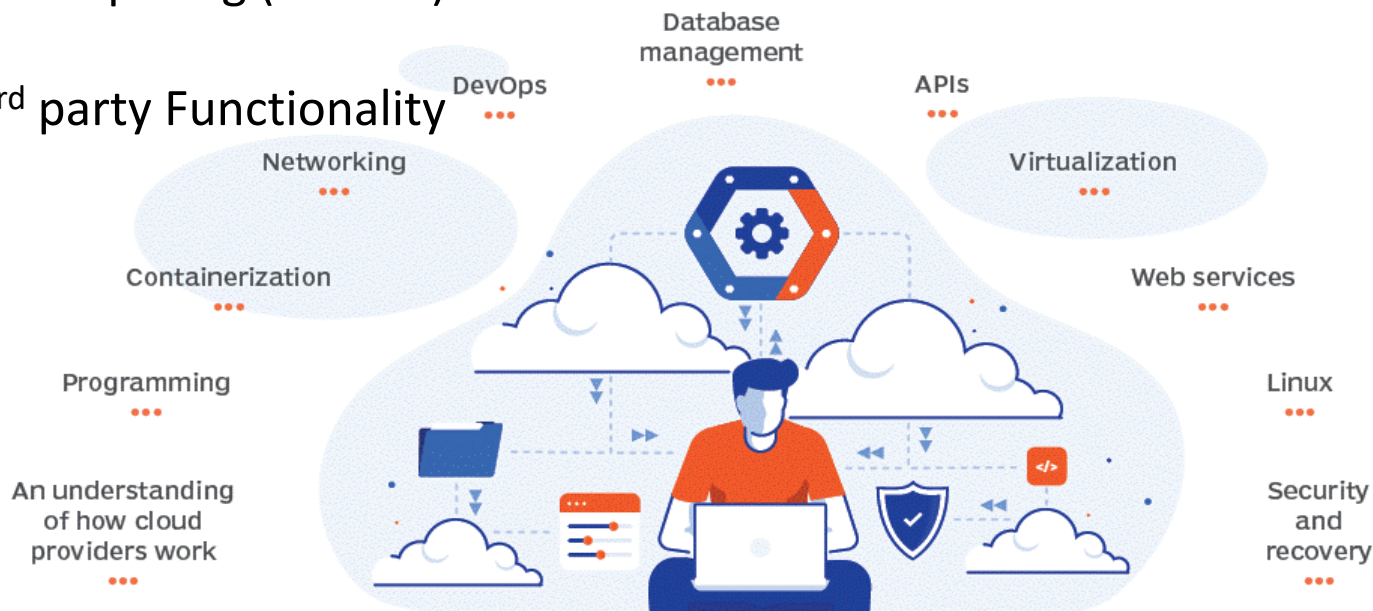 Database
management
DevOps
APIs
rd party Functionality
Networking
Virtualization
Containerization
Web services
Programming
Linux
</>
An understanding
of how cloud
providers work
Security
and
recovery